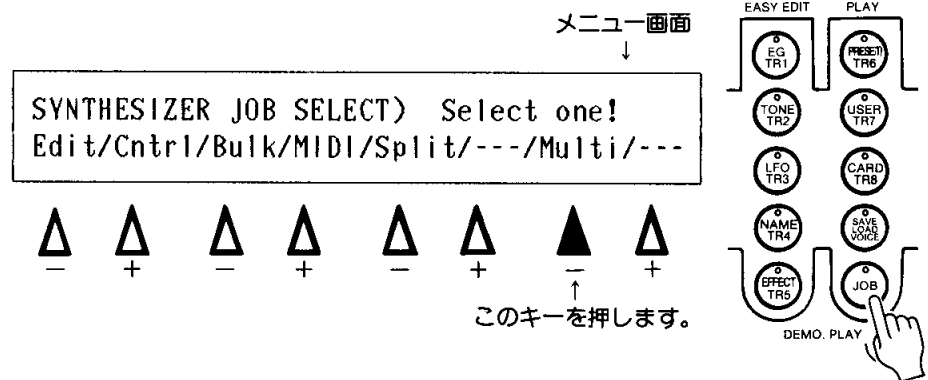 メニュー画面
↓
SYNTHESIZER JOB SELECT) Select one!
Edit/Cntrl/Bulk/MIDI/Split/---/Multi/---
− + − + − + − +
↑
このキーを押します。
EASY EDIT PLAY
EG TR1
PRESET) TR6
TONE TR2
USER TR7
LFO TR3
CARD TR8
NAME TR4
SAVE LOAD VOICE
EFFECT TR5
JOB
DEMO. PLAY